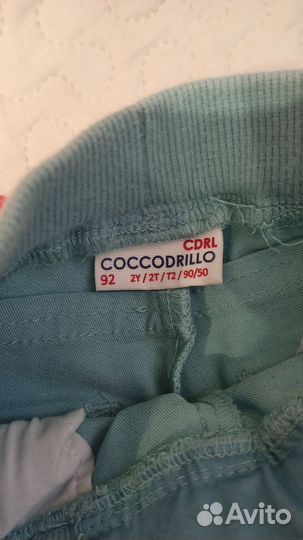 CDRL
COCCODRILLO
92 2Y / 2T / T2 / 90/50
Avito